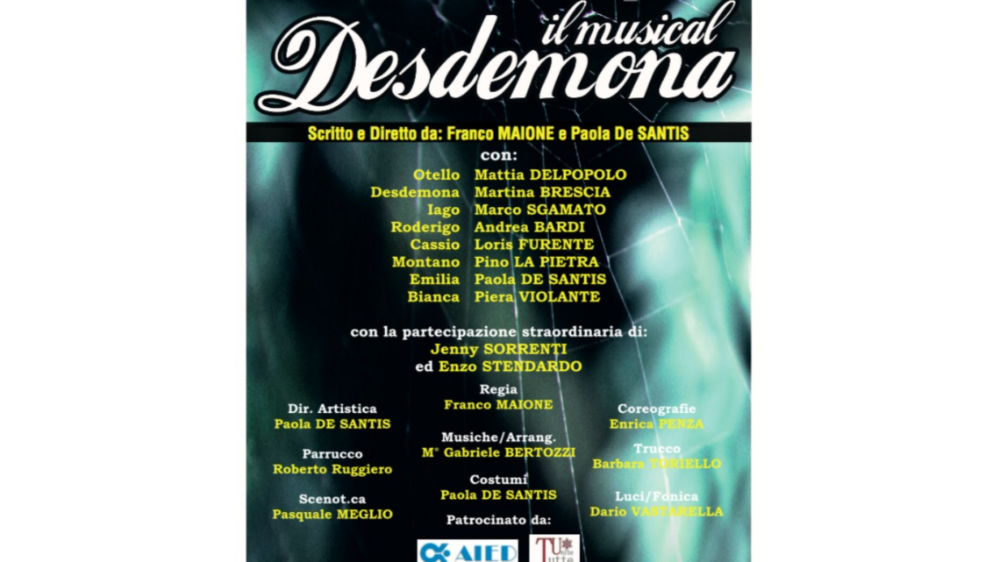 il musical
Desdemona
Scritto e Diretto da: Franco MAIONE e Paola De SANTIS
con:
Otello Mattia DELPOPOLO
Desdemona Martina BRESCIA
Iago Marco SGAMATO
Roderigo Andrea BARDI
Cassio Loris FURENTE
Montano Pino LA PIETRA
Emilia Paola DE SANTIS
Bianca Piera VIOLANTE
con la partecipazione straordinaria di:
Jenny SORRENTI
ed Enzo STENDARDO
Regia
Franco MAIONE
Dir. Artistica
Paola DE SANTIS
Coreografie
Enrica PENZA
Musiche/Arrang.
M° Gabriele BERTOZZI
Parrucco
Roberto Ruggiero
Trucco
Barbara TORIELLO
Costumi
Paola DE SANTIS
Scenot.ca
Pasquale MEGLIO
Luci/Fonica
Dario VASTARELLA
Patrocinato da:
AIED
TU
Tutte